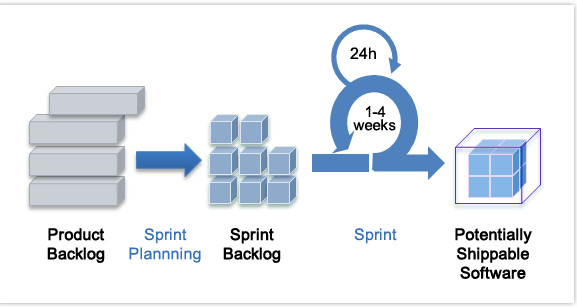 24h
1-4
weeks
Product
Backlog
Sprint
Plannning
Sprint
Backlog
Sprint
Potentially
Shippable
Software